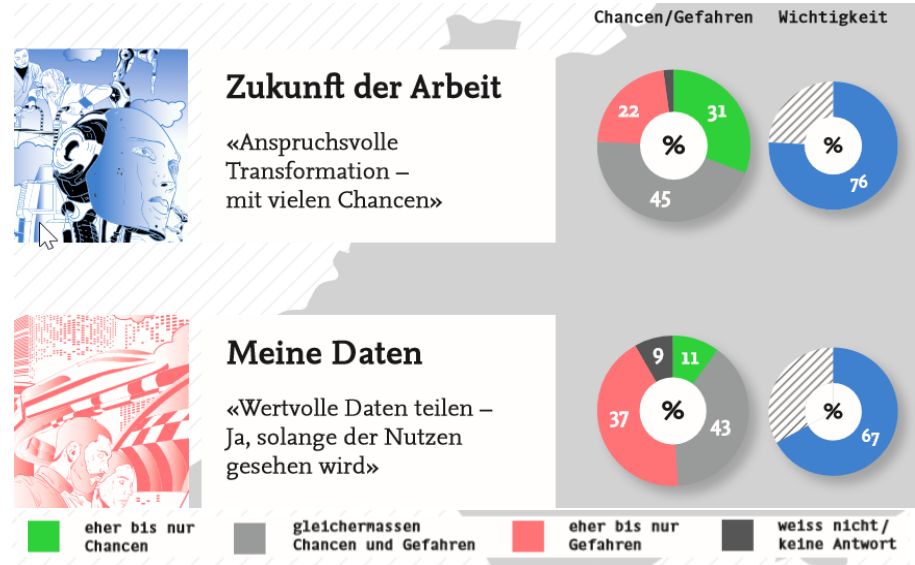 Chancen/Gefahren Wichtigkeit
Zukunft der Arbeit
«Anspruchsvolle
Transformation –
mit vielen Chancen»
22
31
45
%
76
%
Meine Daten
«Wertvolle Daten teilen –
Ja, solange der Nutzen
gesehen wird»
9
11
37
43
%
67
%
eher bis nur
Chancen
gleichermassen
Chancen und Gefahren
eher bis nur
Gefahren
weiss nicht/
keine Antwort